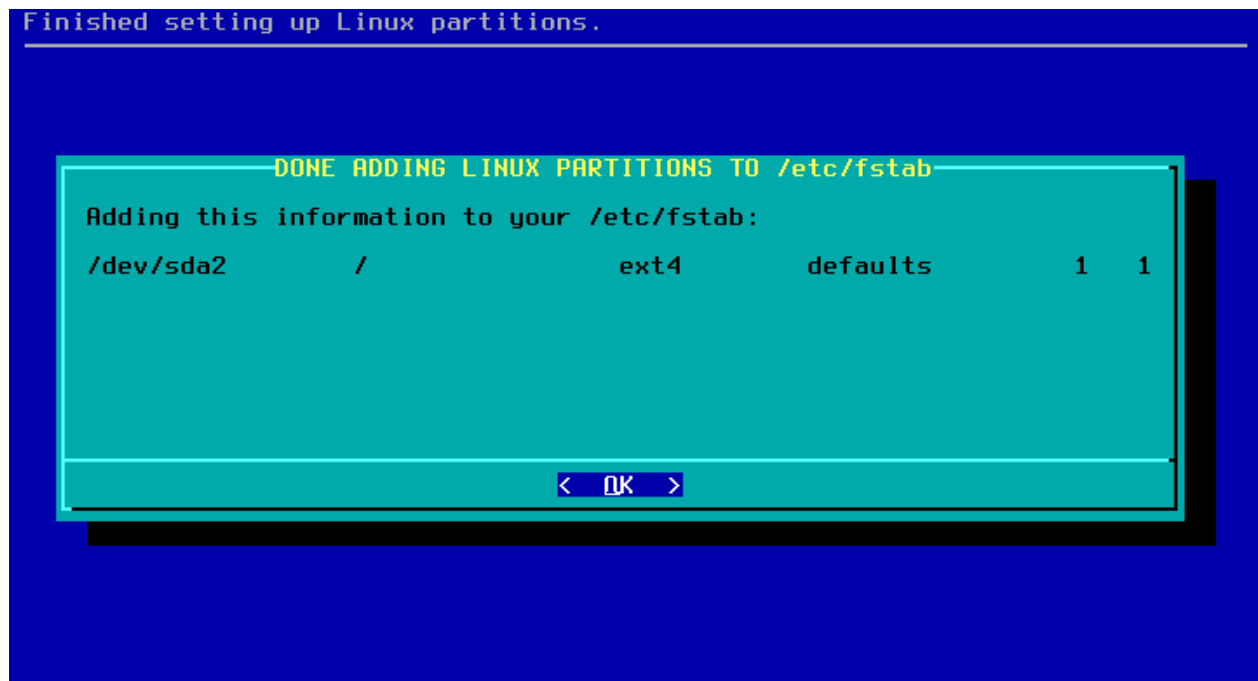 Finished setting up Linux partitions.
DONE ADDING LINUX PARTITIONS TO /etc/fstab
Adding this information to your /etc/fstab:
/dev/sda2 / ext4 defaults 1 1
< OK >